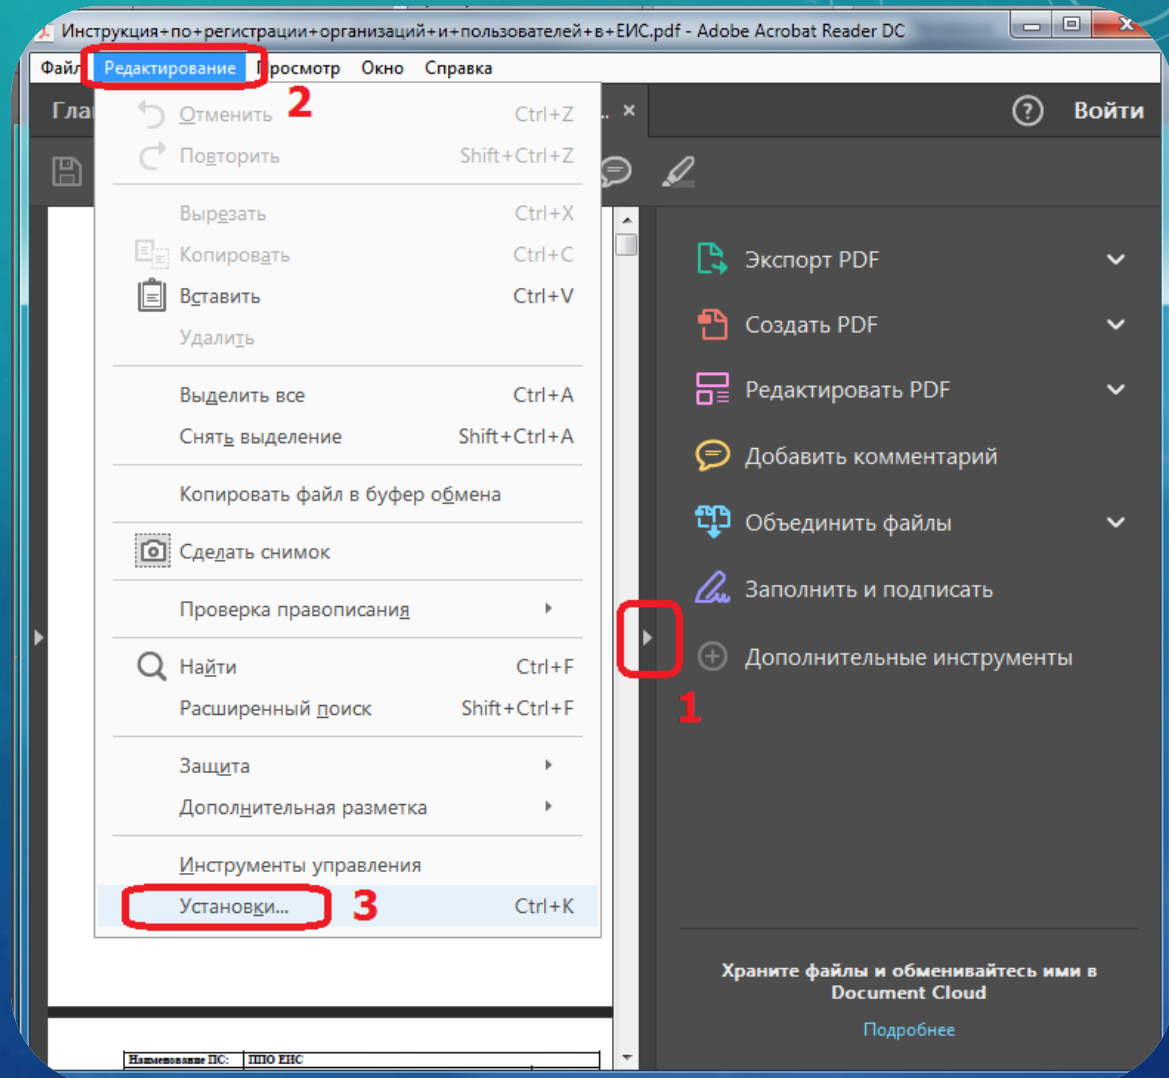 Инструкция+по+регистрации+организаций+и+пользователей+в+ЕИС.pdf - Adobe Acrobat Reader DC
Файл Редактирование Просмотр Окно Справка
2
Гла .. × ? Войти
Отменить Ctrl+Z
Повторить Shift+Ctrl+Z
Вырезать Ctrl+X
Копировать Ctrl+C
Вставить Ctrl+V
Удалить
Выделить все Ctrl+A
Снять выделение Shift+Ctrl+A
Копировать файл в буфер обмена
Сделать снимок
Проверка правописания
Найти Ctrl+F
Расширенный поиск Shift+Ctrl+F
Защита
Дополнительная разметка
Инструменты управления
Установки... Ctrl+K
3
Экспорт PDF
Создать PDF
Редактировать PDF
Добавить комментарий
Объединить файлы
Заполнить и подписать
Дополнительные инструменты
1
Храните файлы и обменивайтесь ими в
Document Cloud
Подробнее
Наименование ПС: ППО ЕИС